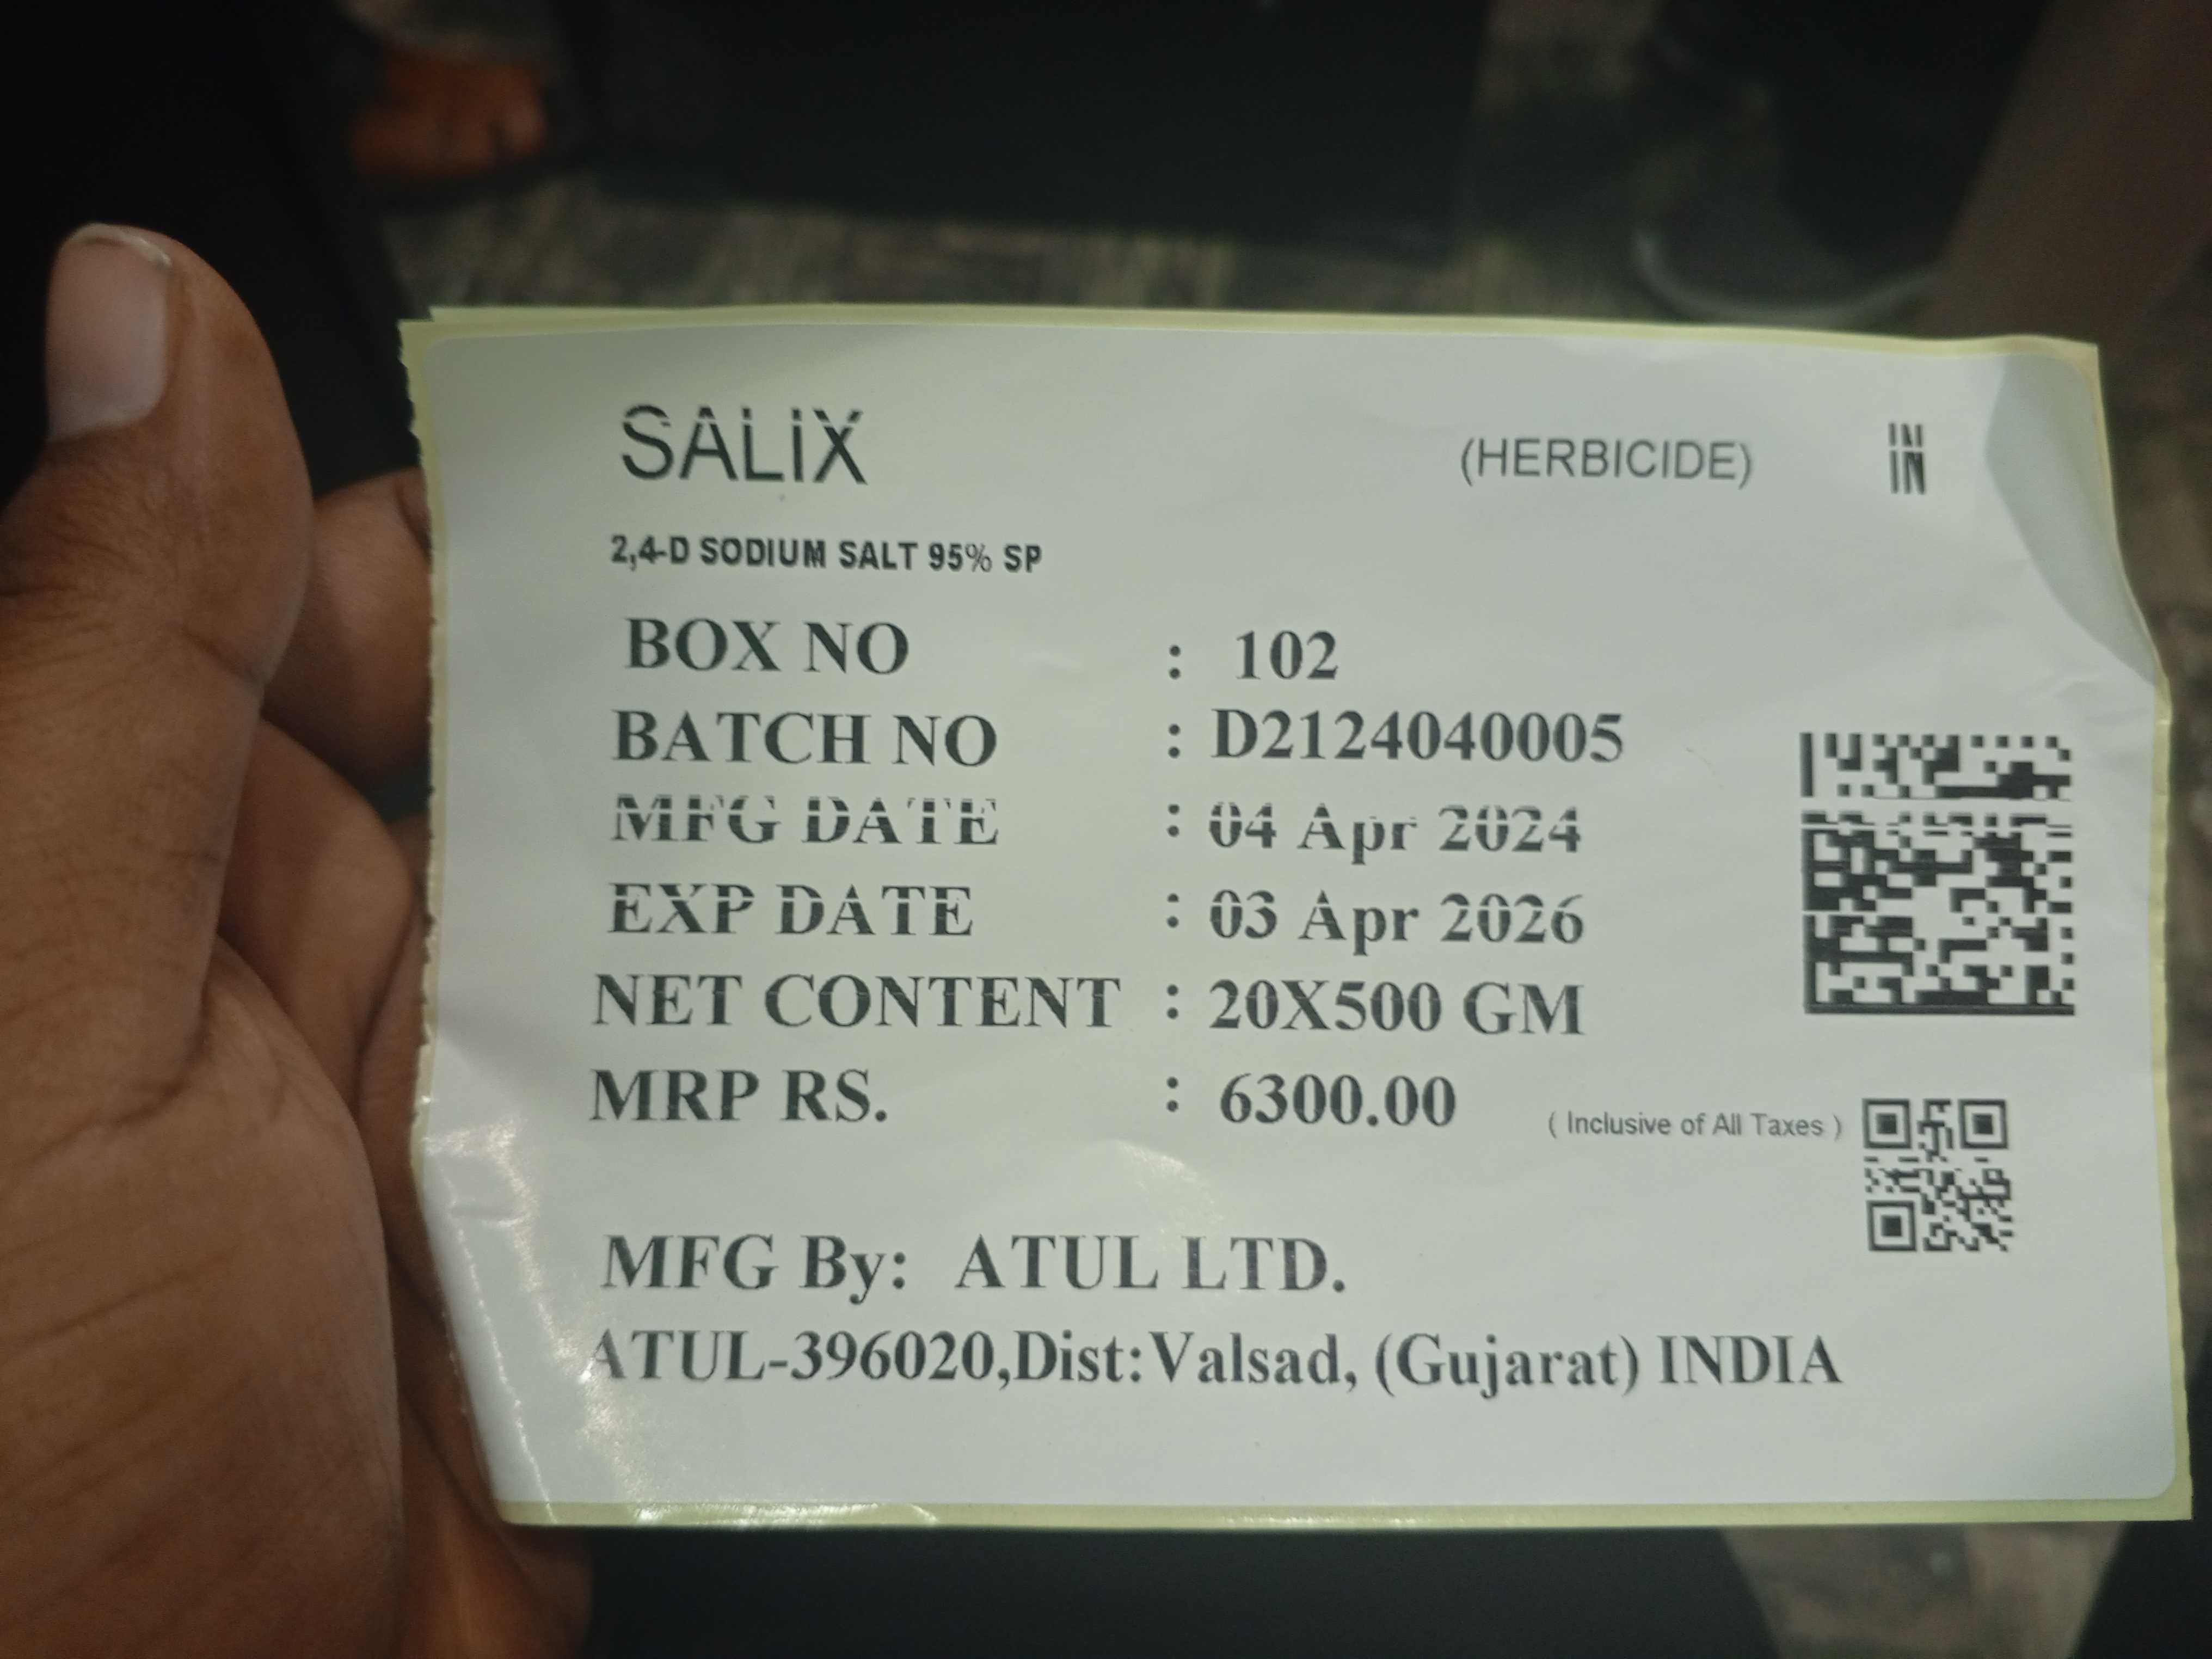 SALIX (HERBICIDE) IN
IN
2,4-D SODIUM SALT 95% SP
BOX NO : 102
BATCH NO : D2124040005
MFG DATE : 04 Apr 2024
EXP DATE : 03 Apr 2026
NET CONTENT : 20X500 GM
MRP RS. : 6300.00 ( Inclusive of All Taxes )
MFG By: ATUL LTD.
ATUL-396020,Dist:Valsad, (Gujarat) INDIA